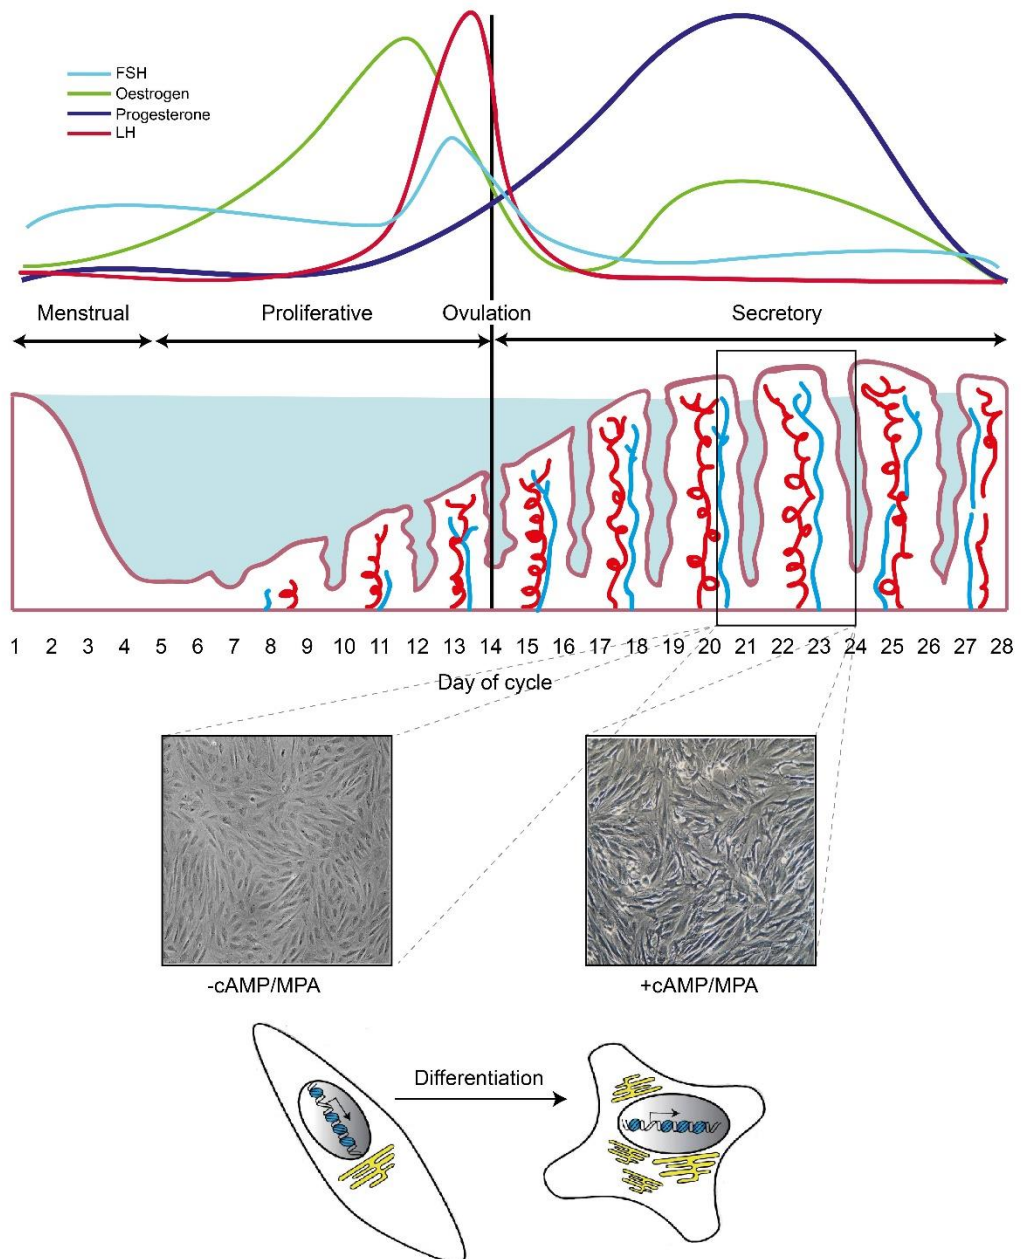 FSH
Oestrogen
Progesterone
LH
Menstrual Proliferative Ovulation Secretory
1 2 3 4 5 6 7 8 9 10 11 12 13 14 15 16 17 18 19 20 21 22 23 24 25 26 27 28
Day of cycle
-cAMP/MPA +cAMP/MPA
Differentiation